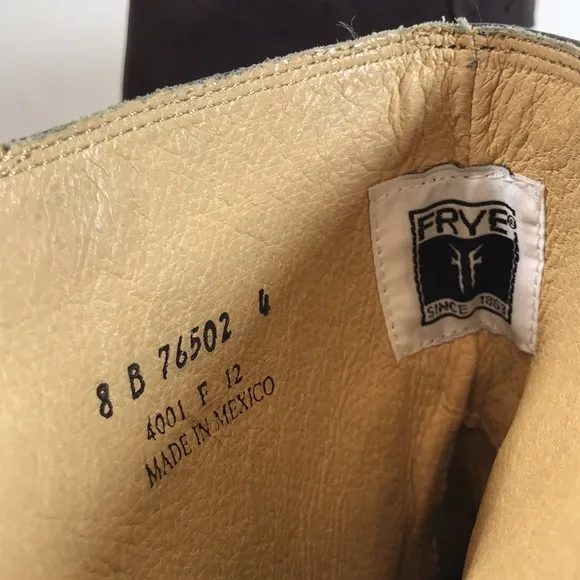 FRYE®
SINCE 1863
8 B 76502 4
4001 F 12
MADE IN MEXICO